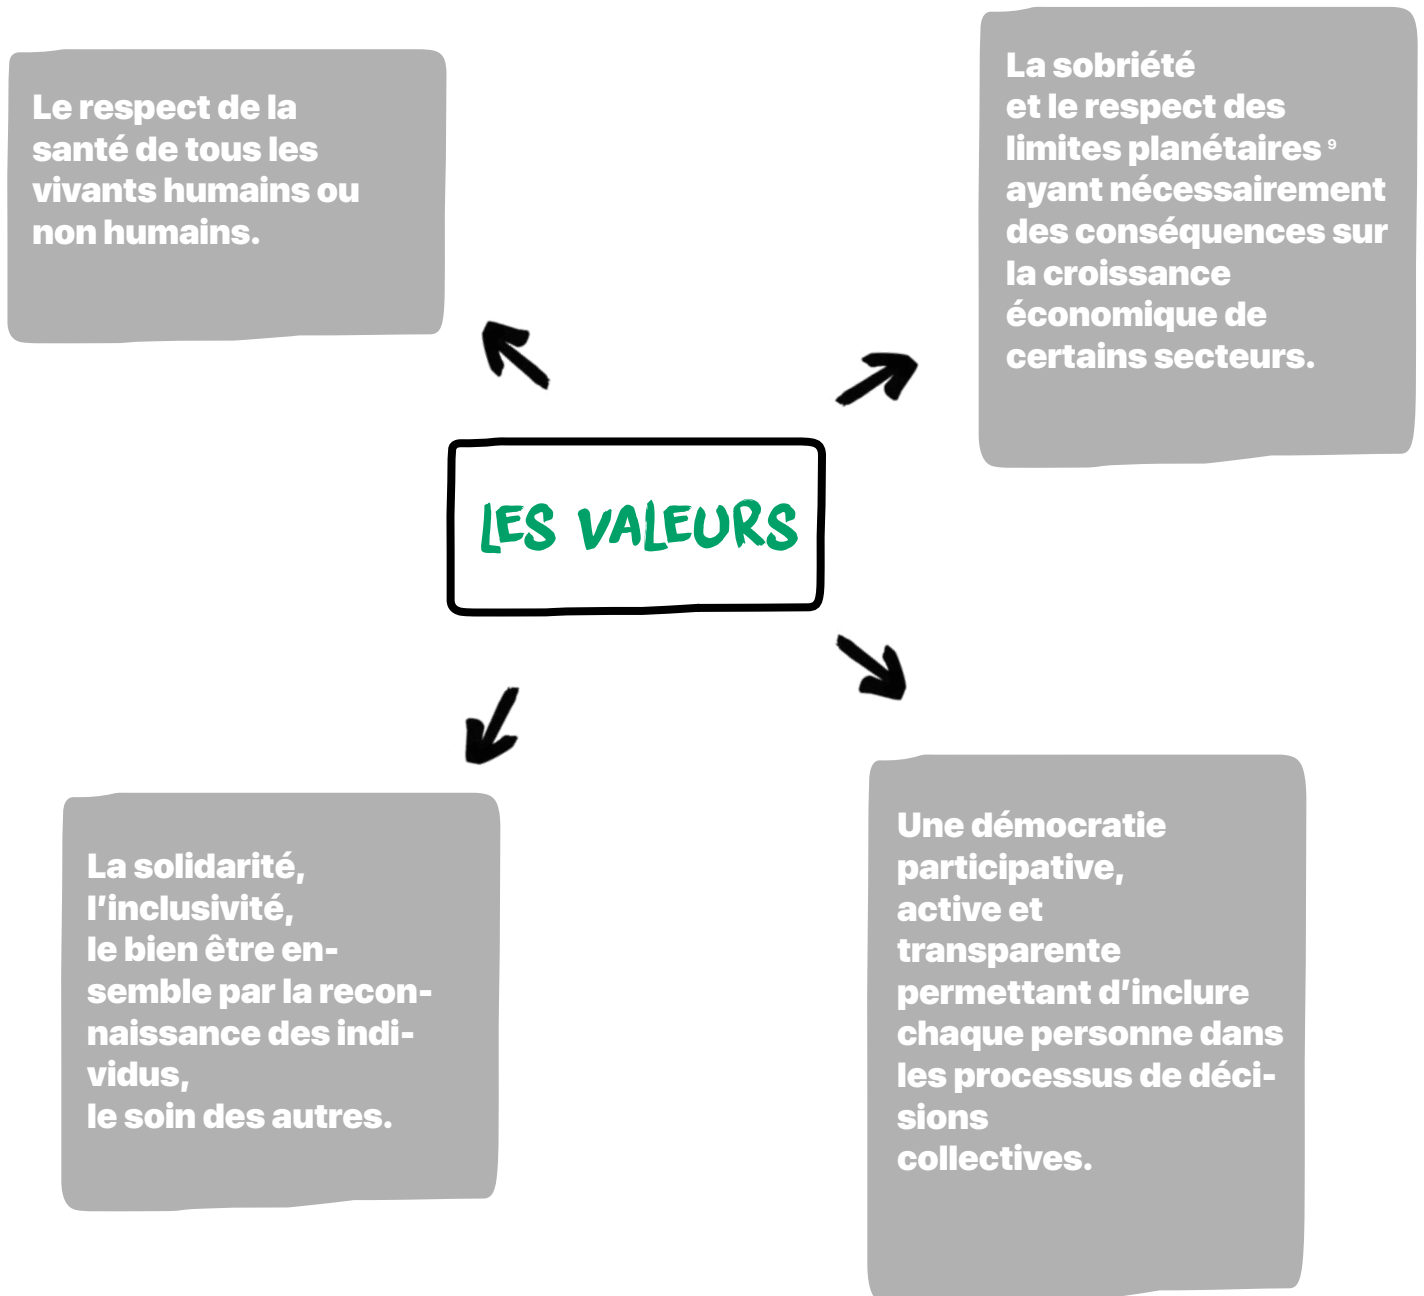 Le respect de la
santé de tous les
vivants humains ou
non humains.
La sobriété
et le respect des
limites planétaires ⁹
ayant nécessairement
des conséquences sur
la croissance
économique de
certains secteurs.
LES VALEURS
La solidarité,
l’inclusivité,
le bien être en-
semble par la recon-
naissance des indi-
vidus,
le soin des autres.
Une démocratie
participative,
active et
transparente
permettant d’inclure
chaque personne dans
les processus de déci-
sions
collectives.